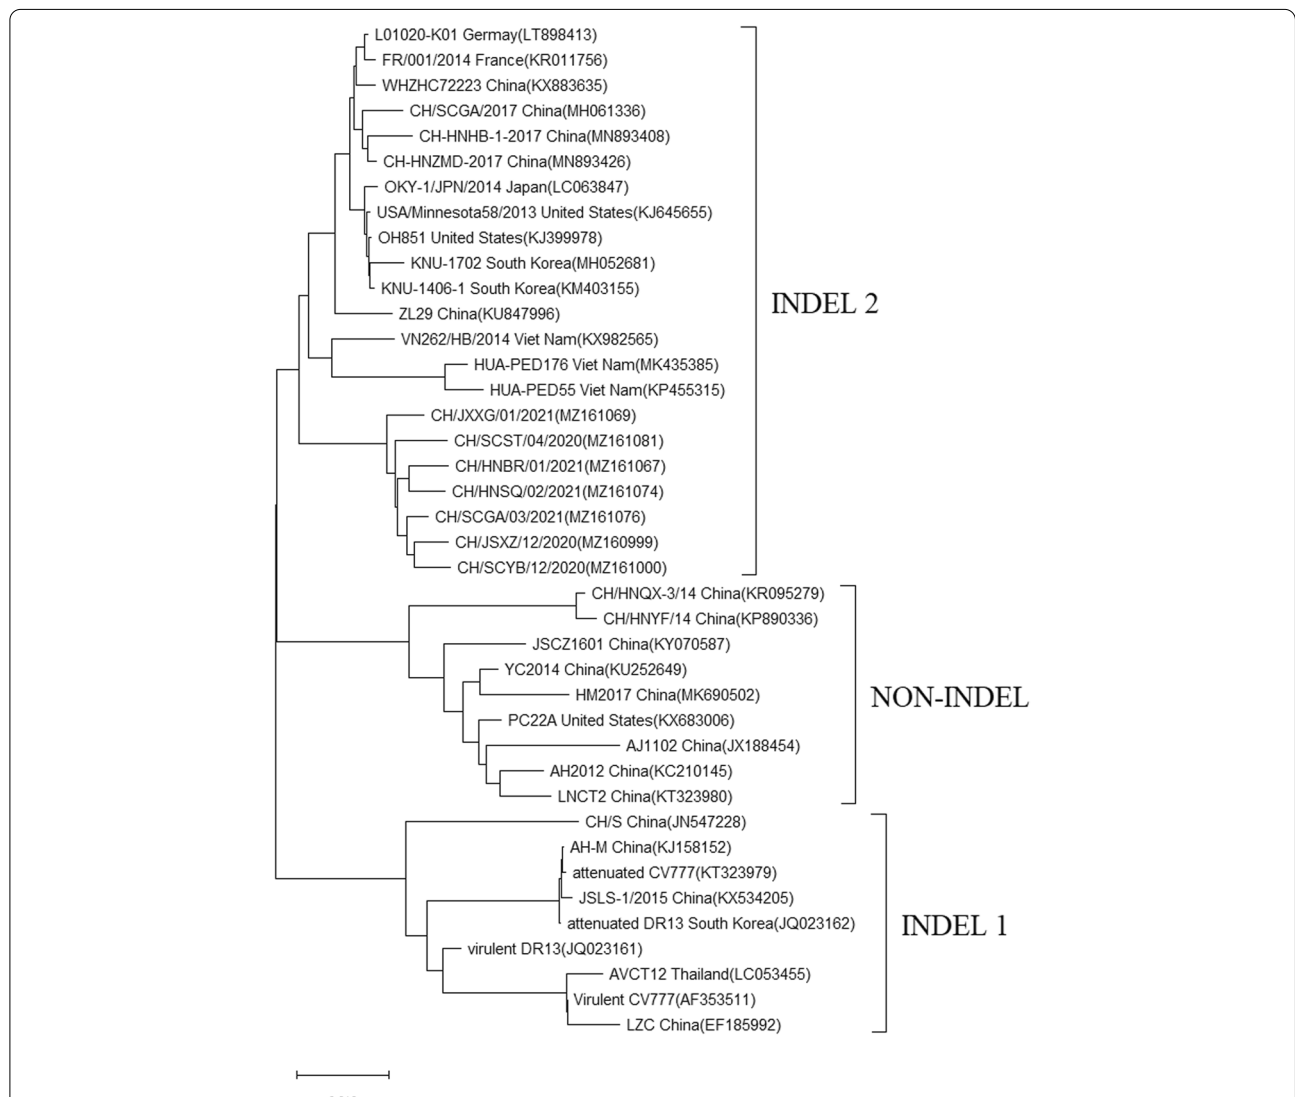 L01020-K01 Germay(LT898413)
FR/001/2014 France(KR011756)
WHZHC72223 China(KX883635)
CH/SCGA/2017 China(MH061336)
CH-HNHB-1-2017 China(MN893408)
CH-HNZMD-2017 China(MN893426)
OKY-1/JPN/2014 Japan(LC063847)
USA/Minnesota58/2013 United States(KJ645655)
OH851 United States(KJ399978)
KNU-1702 South Korea(MH052681)
KNU-1406-1 South Korea(KM403155)
ZL29 China(KU847996)
VN262/HB/2014 Viet Nam(KX982565)
HUA-PED176 Viet Nam(MK435385)
HUA-PED55 Viet Nam(KP455315)
CH/JXXG/01/2021(MZ161069)
CH/SCST/04/2020(MZ161081)
CH/HNBR/01/2021(MZ161067)
CH/HNSQ/02/2021(MZ161074)
CH/SCGA/03/2021(MZ161076)
CH/JSXZ/12/2020(MZ160999)
CH/SCYB/12/2020(MZ161000)
INDEL 2
CH/HNQX-3/14 China(KR095279)
CH/HNYF/14 China(KP890336)
JSCZ1601 China(KY070587)
YC2014 China(KU252649)
HM2017 China(MK690502)
PC22A United States(KX683006)
AJ1102 China(JX188454)
AH2012 China(KC210145)
LNCT2 China(KT323980)
NON-INDEL
CH/S China(JN547228)
AH-M China(KJ158152)
attenuated CV777(KT323979)
JSLS-1/2015 China(KX534205)
attenuated DR13 South Korea(JQ023162)
virulent DR13(JQ023161)
AVCT12 Thailand(LC053455)
Virulent CV777(AF353511)
LZC China(EF185992)
INDEL 1